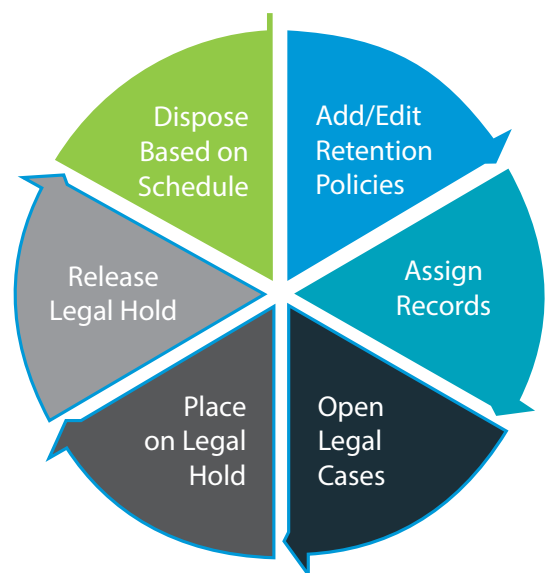 Dispose
Based on
Schedule
Add/Edit
Retention
Policies
Assign
Records
Open
Legal
Cases
Place
on Legal
Hold
Release
Legal Hold